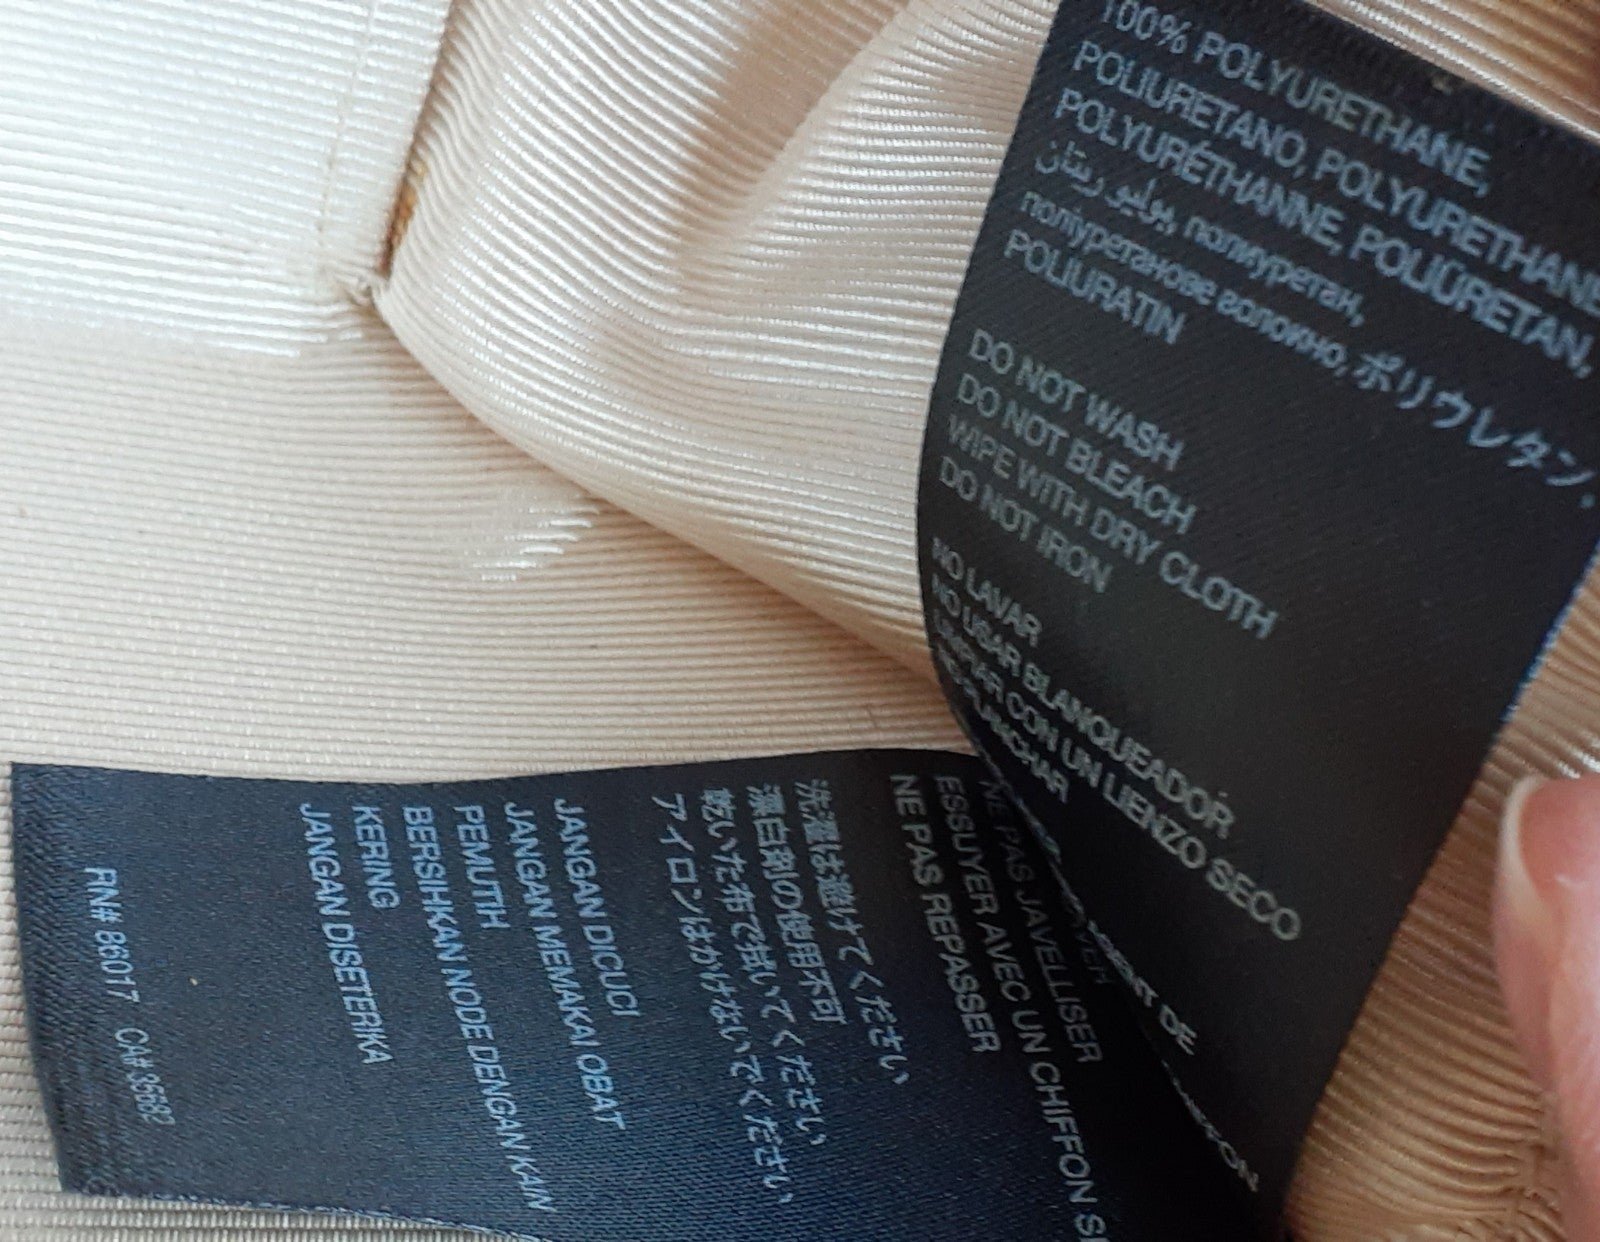 100% POLYURETHANE,
POLIURETANO, POLYURETHANE
POLYURÉTHANNE, POLIÜRETAN,
بولي يوريثان, полиуретан,
поліуретанове волокно, ポリウレタン,
POLIURATIN
DO NOT WASH
DO NOT BLEACH
WIPE WITH DRY CLOTH
DO NOT IRON
NO LAVAR
NO USAR BLANQUEADOR
LIMPIAR CON UN LIENZO SECO
PLANCHAR
NE PAS JAVELLISER
ESSUYER AVEC UN CHIFFON
NE PAS REPASSER
洗濯は避けてください
漂白剤の使用不可
乾いた布で拭いてください
アイロンはかけないでください
JANGAN DICUCI
JANGAN MEMAKAI OBAT
PEMUTH
BERSIHKAN NODE DENGAN KAIN
KERING
JANGAN DISETERIKA
RN# 86017 CA#